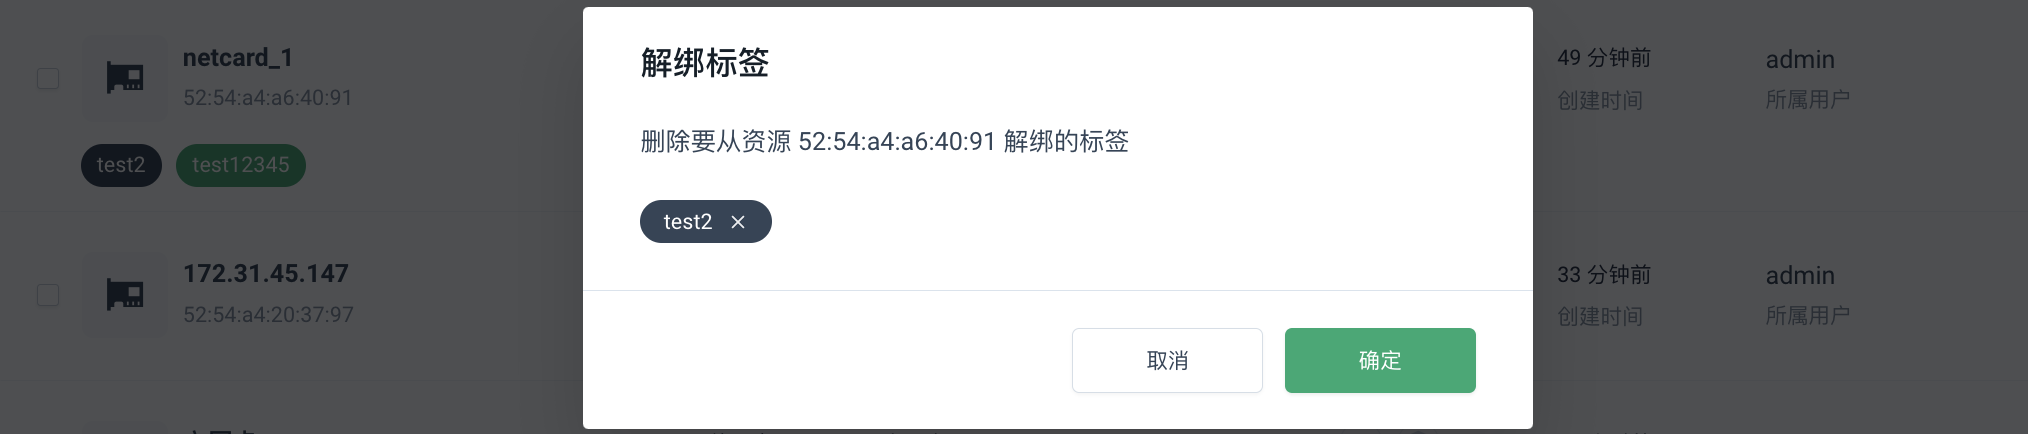 netcard_1
52:54:a4:a6:40:91
test2 test12345
172.31.45.147
52:54:a4:20:37:97
解绑标签
删除要从资源 52:54:a4:a6:40:91 解绑的标签
test2
取消 确定
49 分钟前 admin
创建时间 所属用户
33 分钟前 admin
创建时间 所属用户